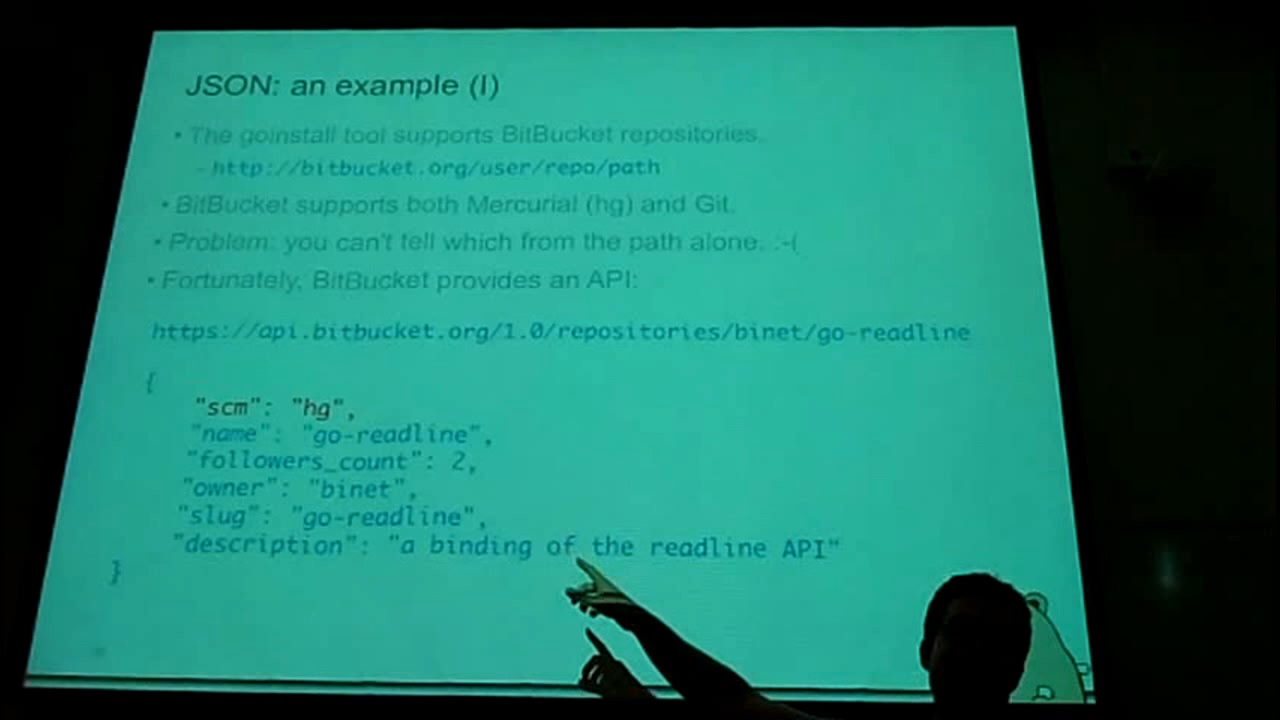 JSON: an example (I)
• The goinstall tool supports BitBucket repositories.
- http://bitbucket.org/user/repo/path
• BitBucket supports both Mercurial (hg) and Git.
• Problem: you can't tell which from the path alone. :-(
• Fortunately, BitBucket provides an API:
https://api.bitbucket.org/1.0/repositories/binet/go-readline
{
"scm": "hg",
"name": "go-readline",
"followers_count": 2,
"owner": "binet",
"slug": "go-readline",
"description": "a binding of the readline API"
}